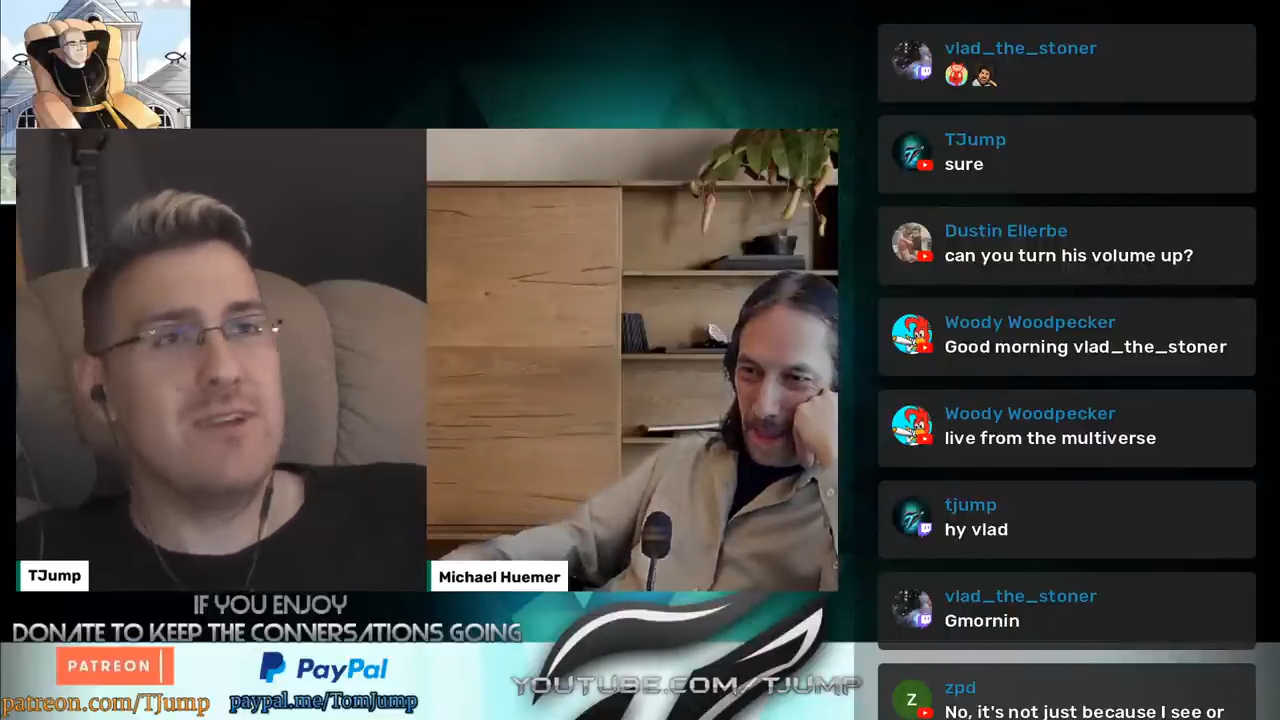 vlad_the_stoner
TJump
sure
Dustin Ellerbe
can you turn his volume up?
Woody Woodpecker
Good morning vlad_the_stoner
Woody Woodpecker
live from the multiverse
tjump
hy vlad
vlad_the_stoner
Gmornin
Z
zpd
No, it's not just because I see or
TJump
Michael Huemer
IF YOU ENJOY
DONATE TO KEEP THE CONVERSATIONS GOING
PATREON
PayPal
patreon.com/TJump
paypal.me/TomJump
YOUTUBE.COM/TJUMP